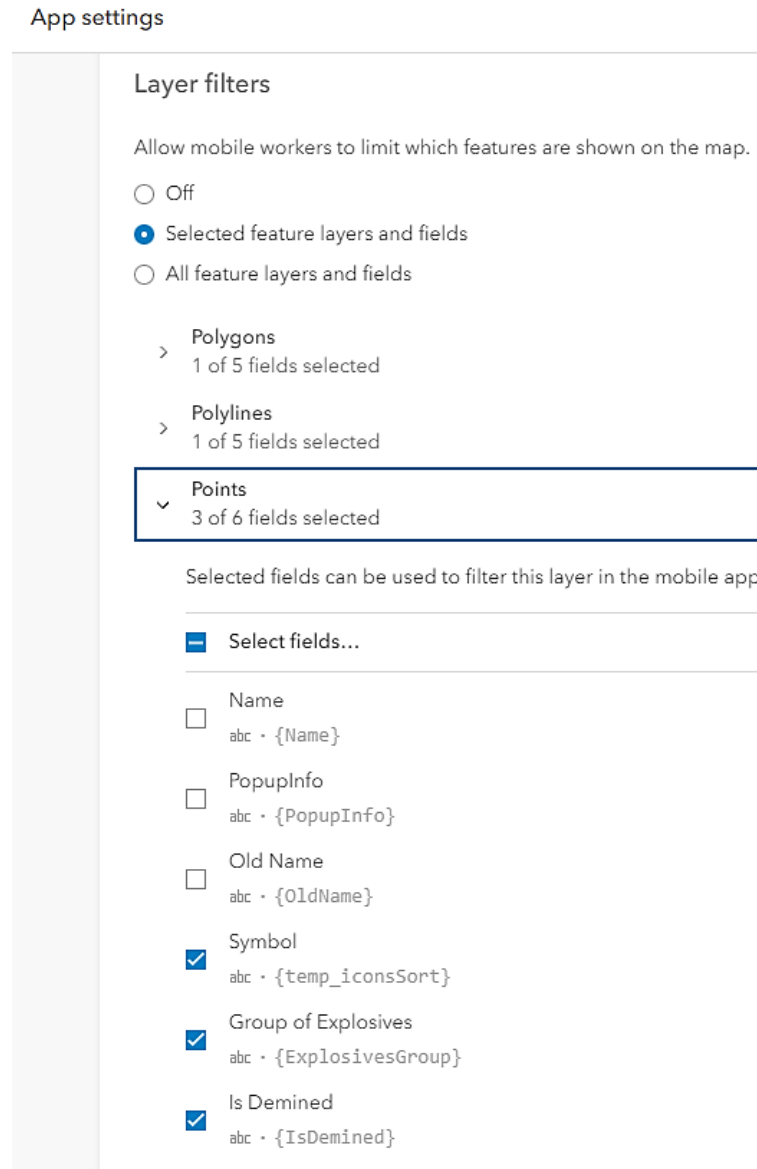 App settings
Layer filters
Allow mobile workers to limit which features are shown on the map.
Off
Selected feature layers and fields
All feature layers and fields
Polygons
1 of 5 fields selected
Polylines
1 of 5 fields selected
Points
3 of 6 fields selected
Selected fields can be used to filter this layer in the mobile app
Select fields...
Name
abc · {Name}
PopupInfo
abc · {PopupInfo}
Old Name
abc · {OldName}
Symbol
abc · {temp_iconsSort}
Group of Explosives
abc · {ExplosivesGroup}
Is Demined
abc · {IsDemined}